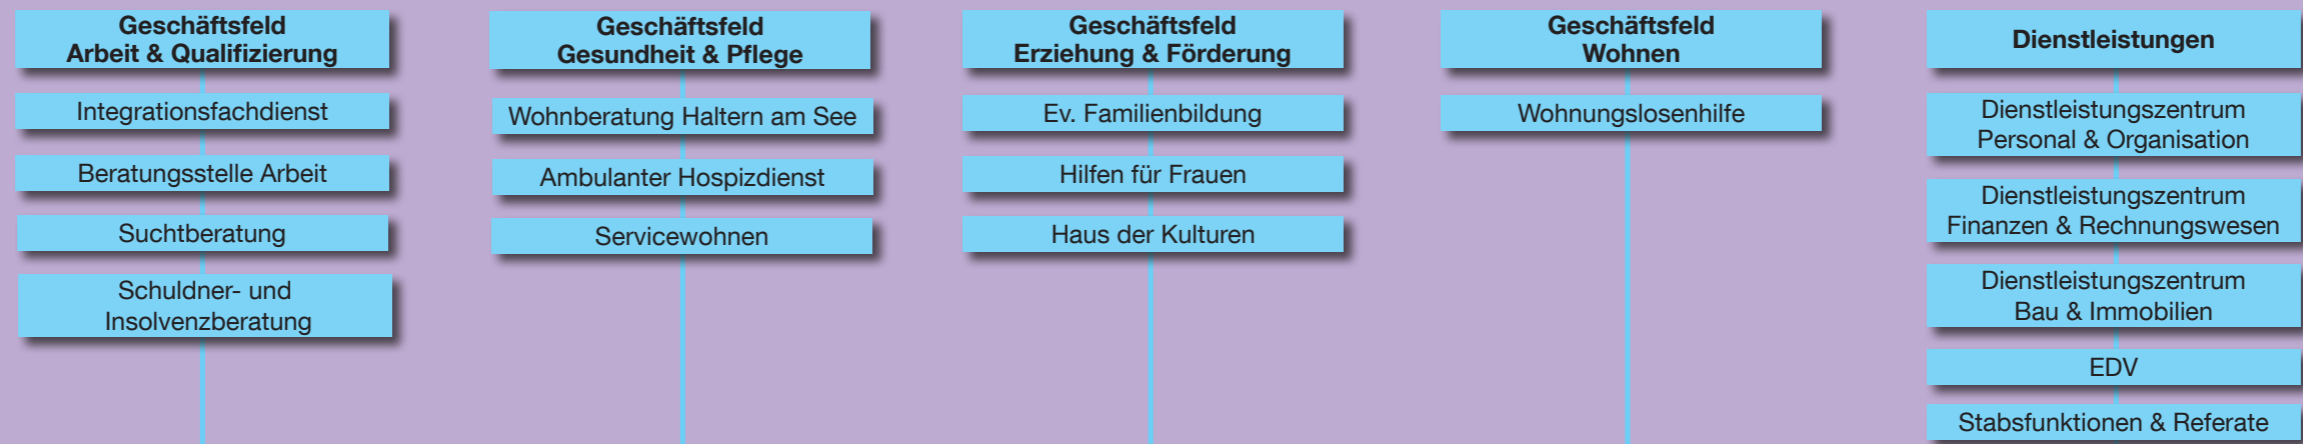 Geschäftsfeld
Arbeit & Qualifizierung
Integrationsfachdienst
Beratungsstelle Arbeit
Suchtberatung
Schuldner- und
Insolvenzberatung
Geschäftsfeld
Gesundheit & Pflege
Wohnberatung Haltern am See
Ambulanter Hospizdienst
Servicewohnen
Geschäftsfeld
Erziehung & Förderung
Ev. Familienbildung
Hilfen für Frauen
Haus der Kulturen
Geschäftsfeld
Wohnen
Wohnungslosenhilfe
Dienstleistungen
Dienstleistungszentrum
Personal & Organisation
Dienstleistungszentrum
Finanzen & Rechnungswesen
Dienstleistungszentrum
Bau & Immobilien
EDV
Stabsfunktionen & Referate